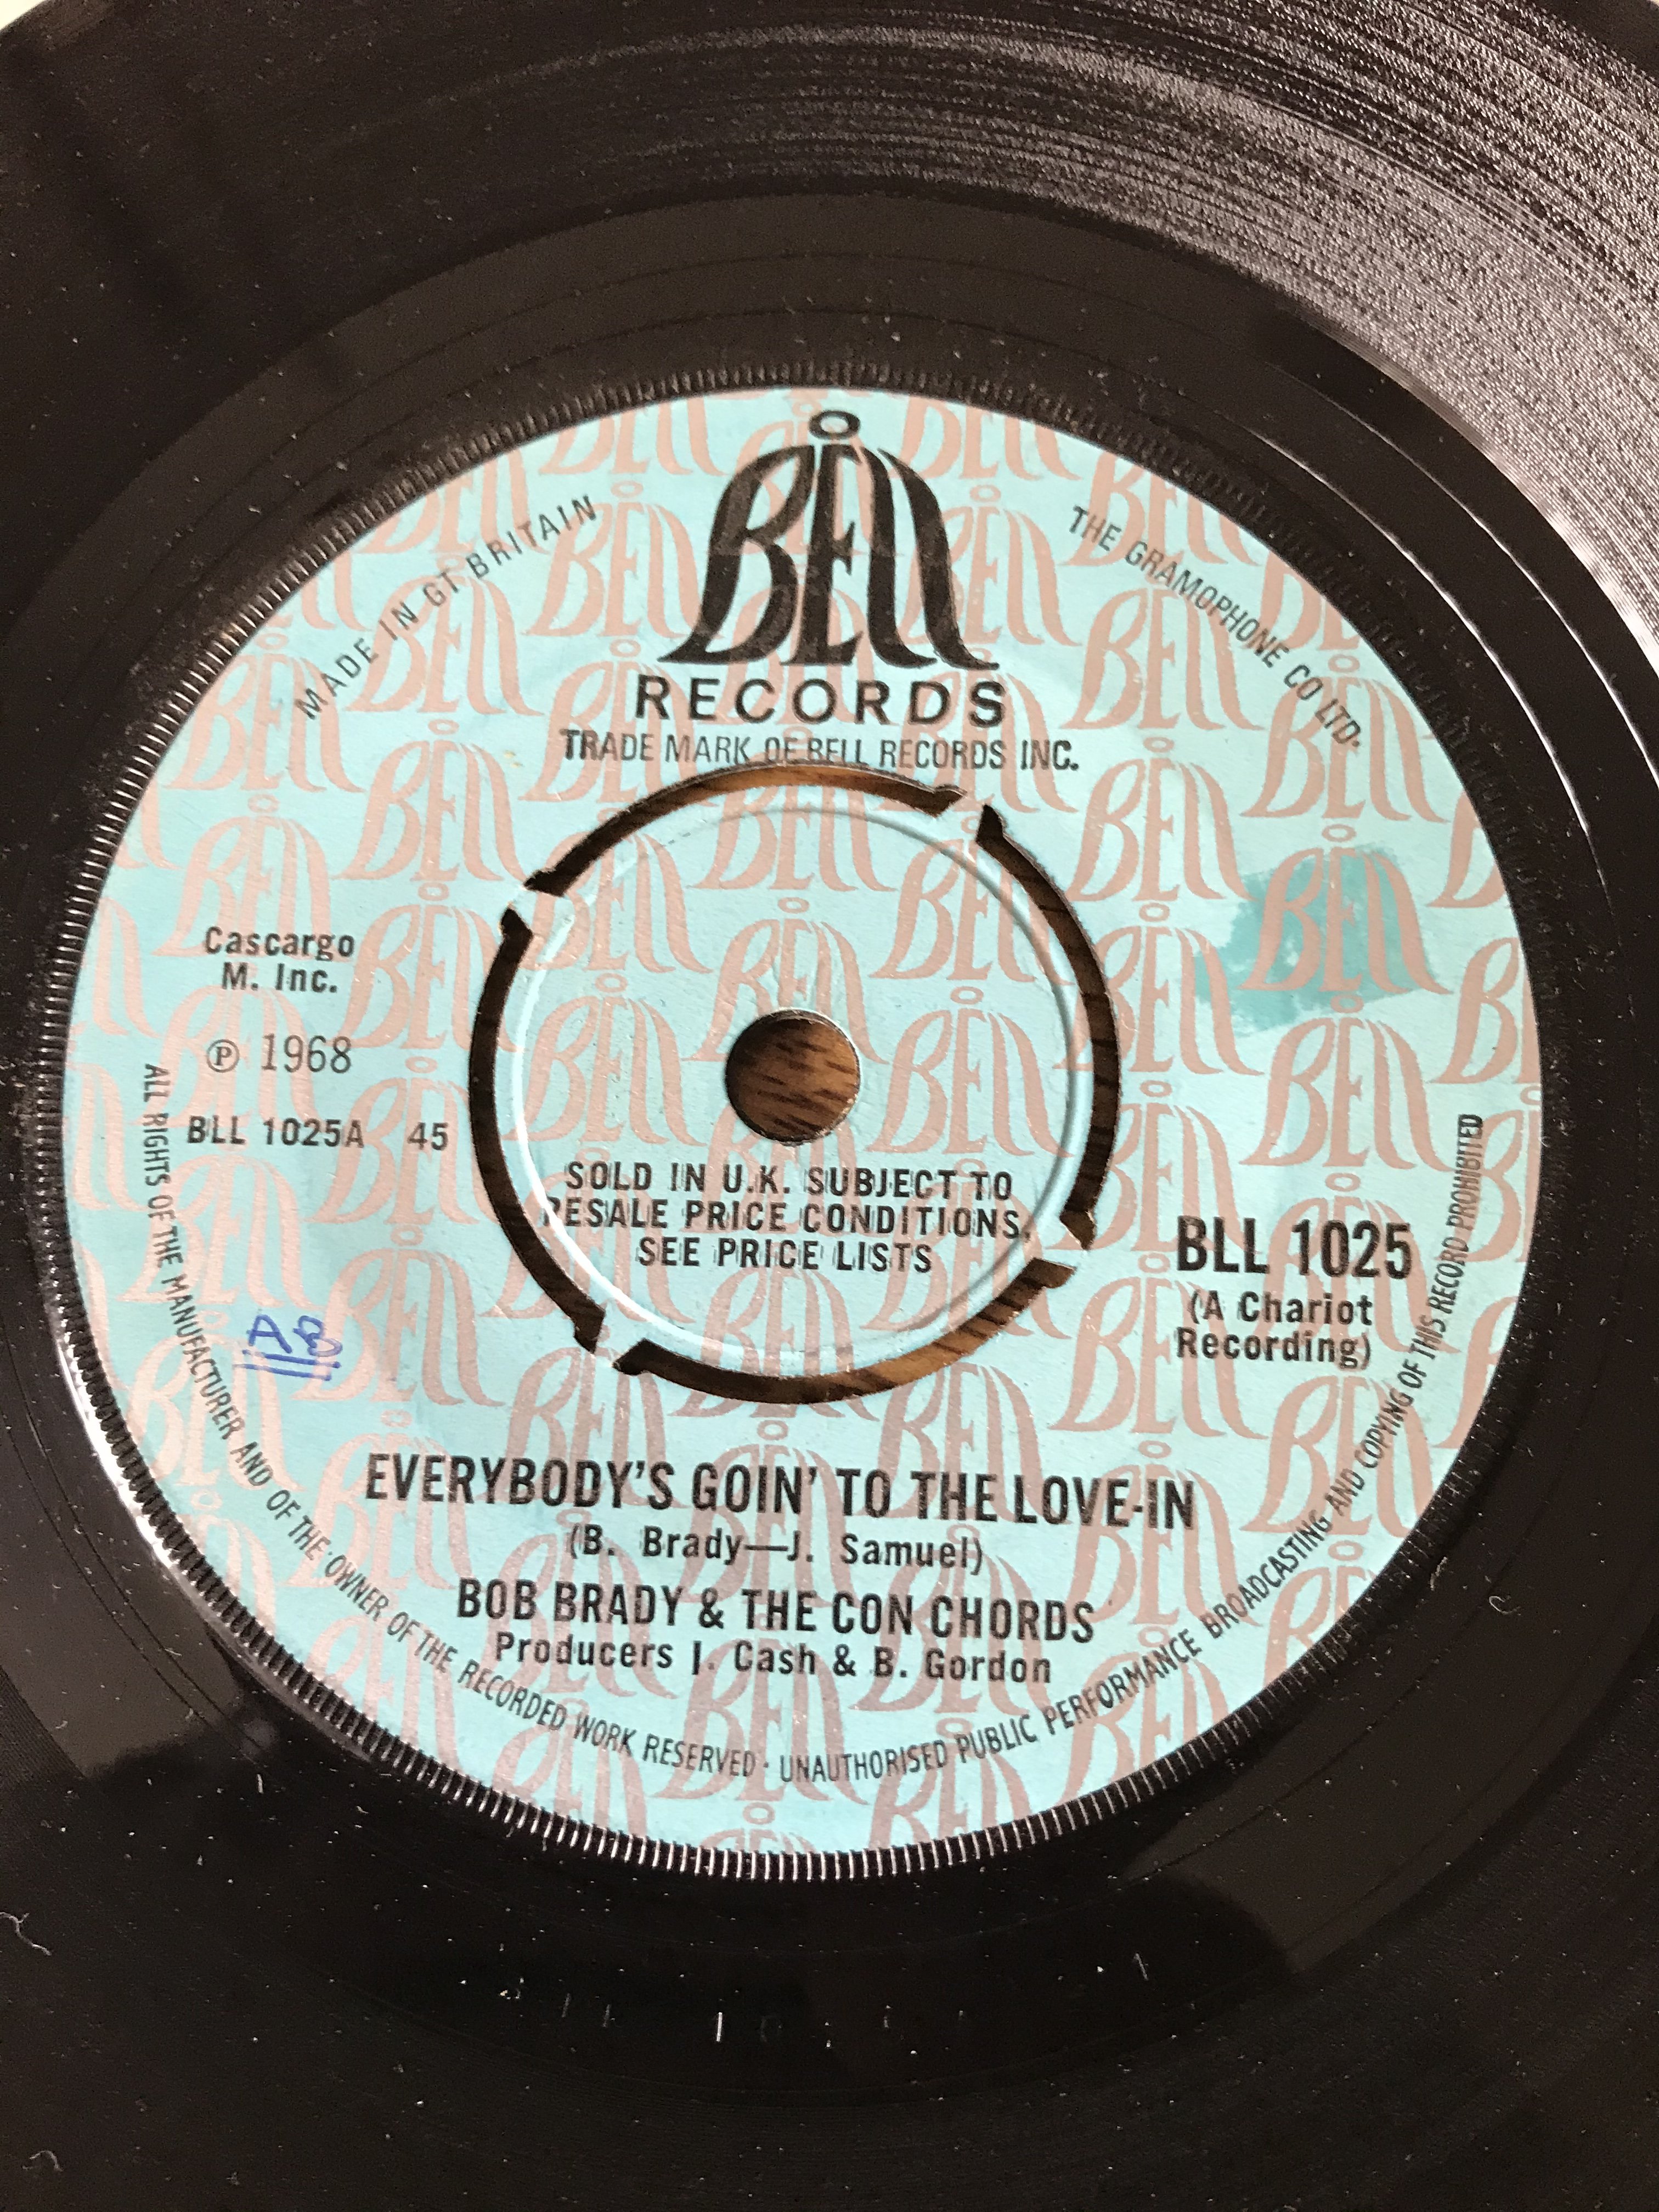 BELL
RECORDS
TRADE MARK OF BELL RECORDS INC.
MADE IN GT BRITAIN
THE GRAMOPHONE CO LTD.
Cascargo
M. Inc.
℗ 1968
BLL 1025A 45
SOLD IN U.K. SUBJECT TO
RESALE PRICE CONDITIONS,
SEE PRICE LISTS
BLL 1025
(A Chariot
Recording)
AB
EVERYBODY'S GOIN' TO THE LOVE-IN
(B. Brady—J. Samuel)
BOB BRADY & THE CON CHORDS
Producers J. Cash & B. Gordon
ALL RIGHTS OF THE MANUFACTURER AND OF THE OWNER OF THE RECORDED WORK RESERVED · UNAUTHORISED PUBLIC PERFORMANCE BROADCASTING AND COPYING OF THIS RECORD PROHIBITED